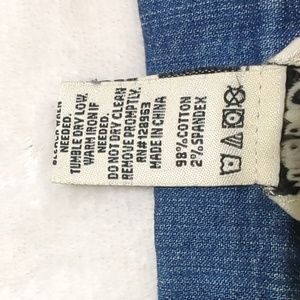 NEEDED.
TUMBLE DRY LOW.
WARM IRON IF
NEEDED.
DO NOT DRY CLEAN
REMOVE PROMPTLY.
RN#128953
MADE IN CHINA
98%COTTON
2%SPANDEX